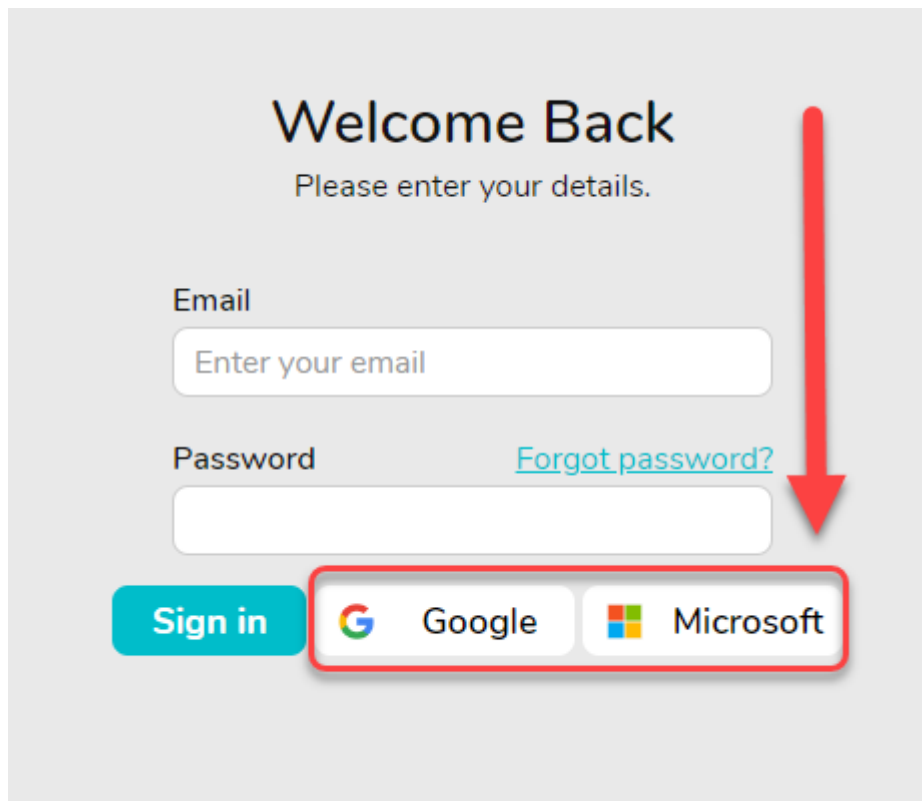 Welcome Back
Please enter your details.
Email
Enter your email
Password Forgot password?
Sign in Google Microsoft